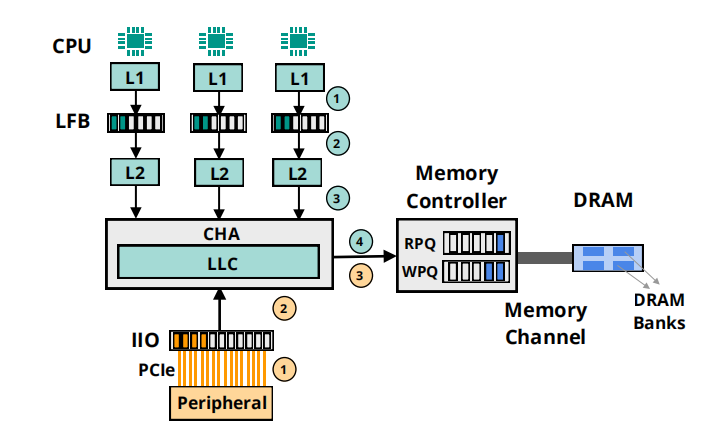 CPU
L1 L1 L1
1
LFB
2
L2 L2 L2
3
CHA
LLC
4
3
Memory
Controller
RPQ
WPQ
DRAM
Memory
Channel
DRAM
Banks
2
IIO
PCIe
1
Peripheral